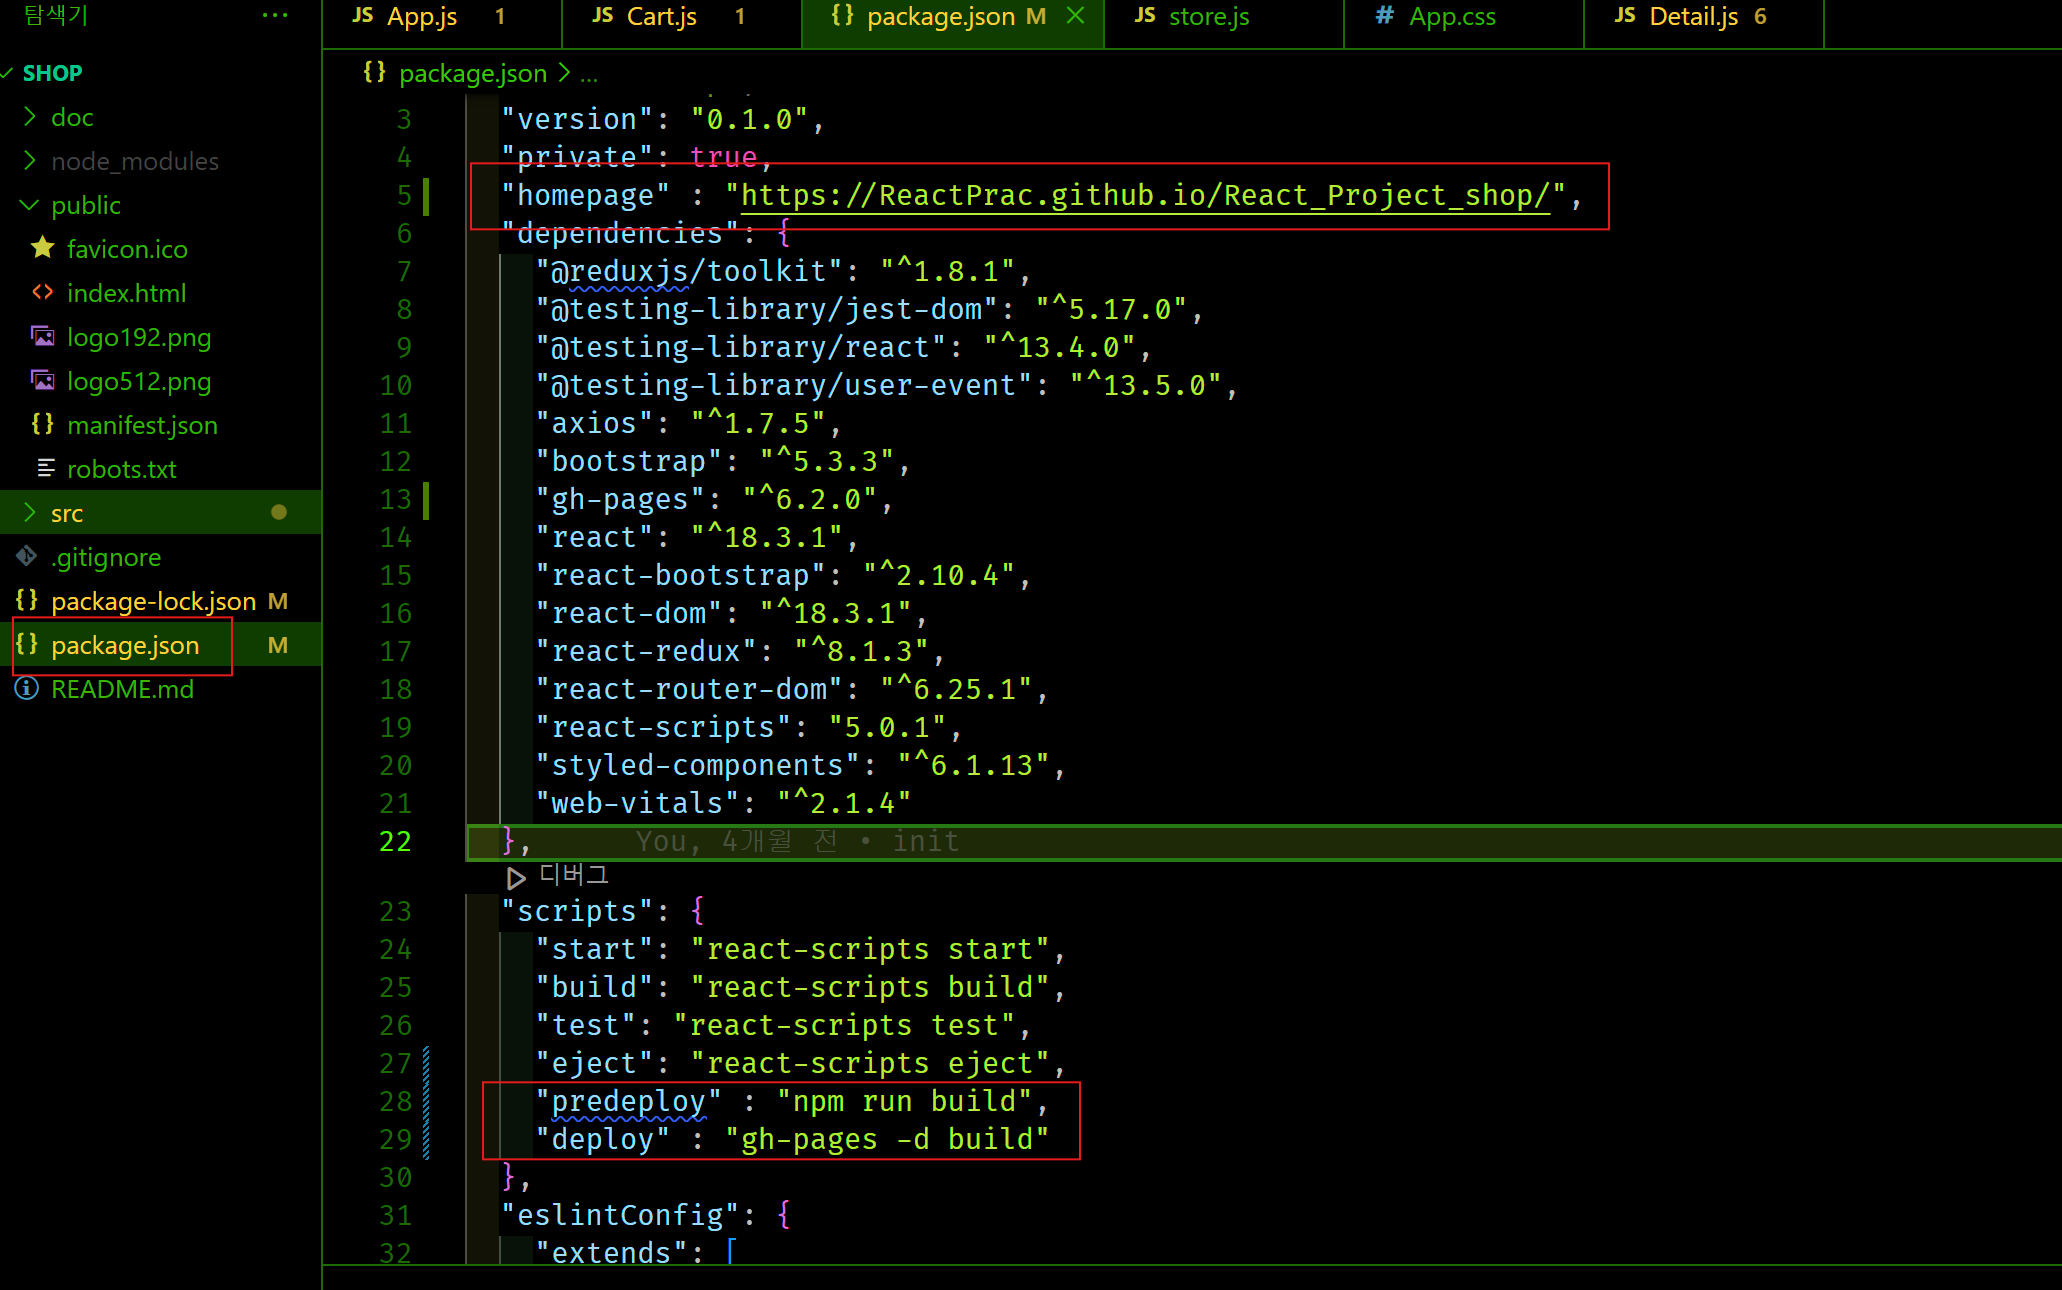 탐색기 ...
JS App.js 1 JS Cart.js 1 {} package.json M JS store.js # App.css JS Detail.js 6
SHOP
doc
node_modules
public
favicon.ico
index.html
logo192.png
logo512.png
{} manifest.json
robots.txt
src
.gitignore
{} package-lock.json M
{} package.json M
README.md
{} package.json > ...
3 "version": "0.1.0",
4 "private": true,
5 "homepage" : "https://ReactPrac.github.io/React_Project_shop/",
6 "dependencies": {
7 "@reduxjs/toolkit": "^1.8.1",
8 "@testing-library/jest-dom": "^5.17.0",
9 "@testing-library/react": "^13.4.0",
10 "@testing-library/user-event": "^13.5.0",
11 "axios": "^1.7.5",
12 "bootstrap": "^5.3.3",
13 "gh-pages": "^6.2.0",
14 "react": "^18.3.1",
15 "react-bootstrap": "^2.10.4",
16 "react-dom": "^18.3.1",
17 "react-redux": "^8.1.3",
18 "react-router-dom": "^6.25.1",
19 "react-scripts": "5.0.1",
20 "styled-components": "^6.1.13",
21 "web-vitals": "^2.1.4"
22 }, You, 4개월 전 • init
디버그
23 "scripts": {
24 "start": "react-scripts start",
25 "build": "react-scripts build",
26 "test": "react-scripts test",
27 "eject": "react-scripts eject",
28 "predeploy" : "npm run build",
29 "deploy" : "gh-pages -d build"
30 },
31 "eslintConfig": {
32 "extends": [